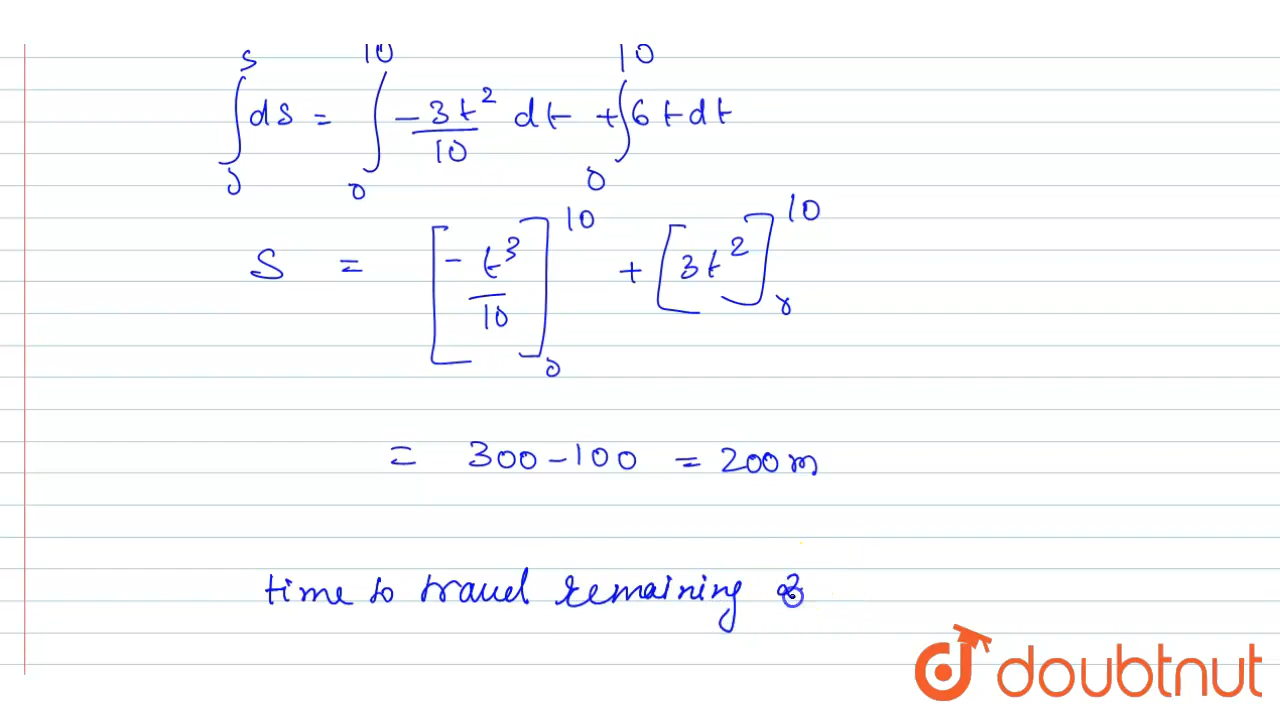 ∫₀ˢ ds = ∫₀¹⁰ -3t²/10 dt + ∫₀¹⁰ 6t dt
S = [-t³/10]₀¹⁰ + [3t²]₀¹⁰
= 300 - 100 = 200 m
time to travel remaining
doubtnut